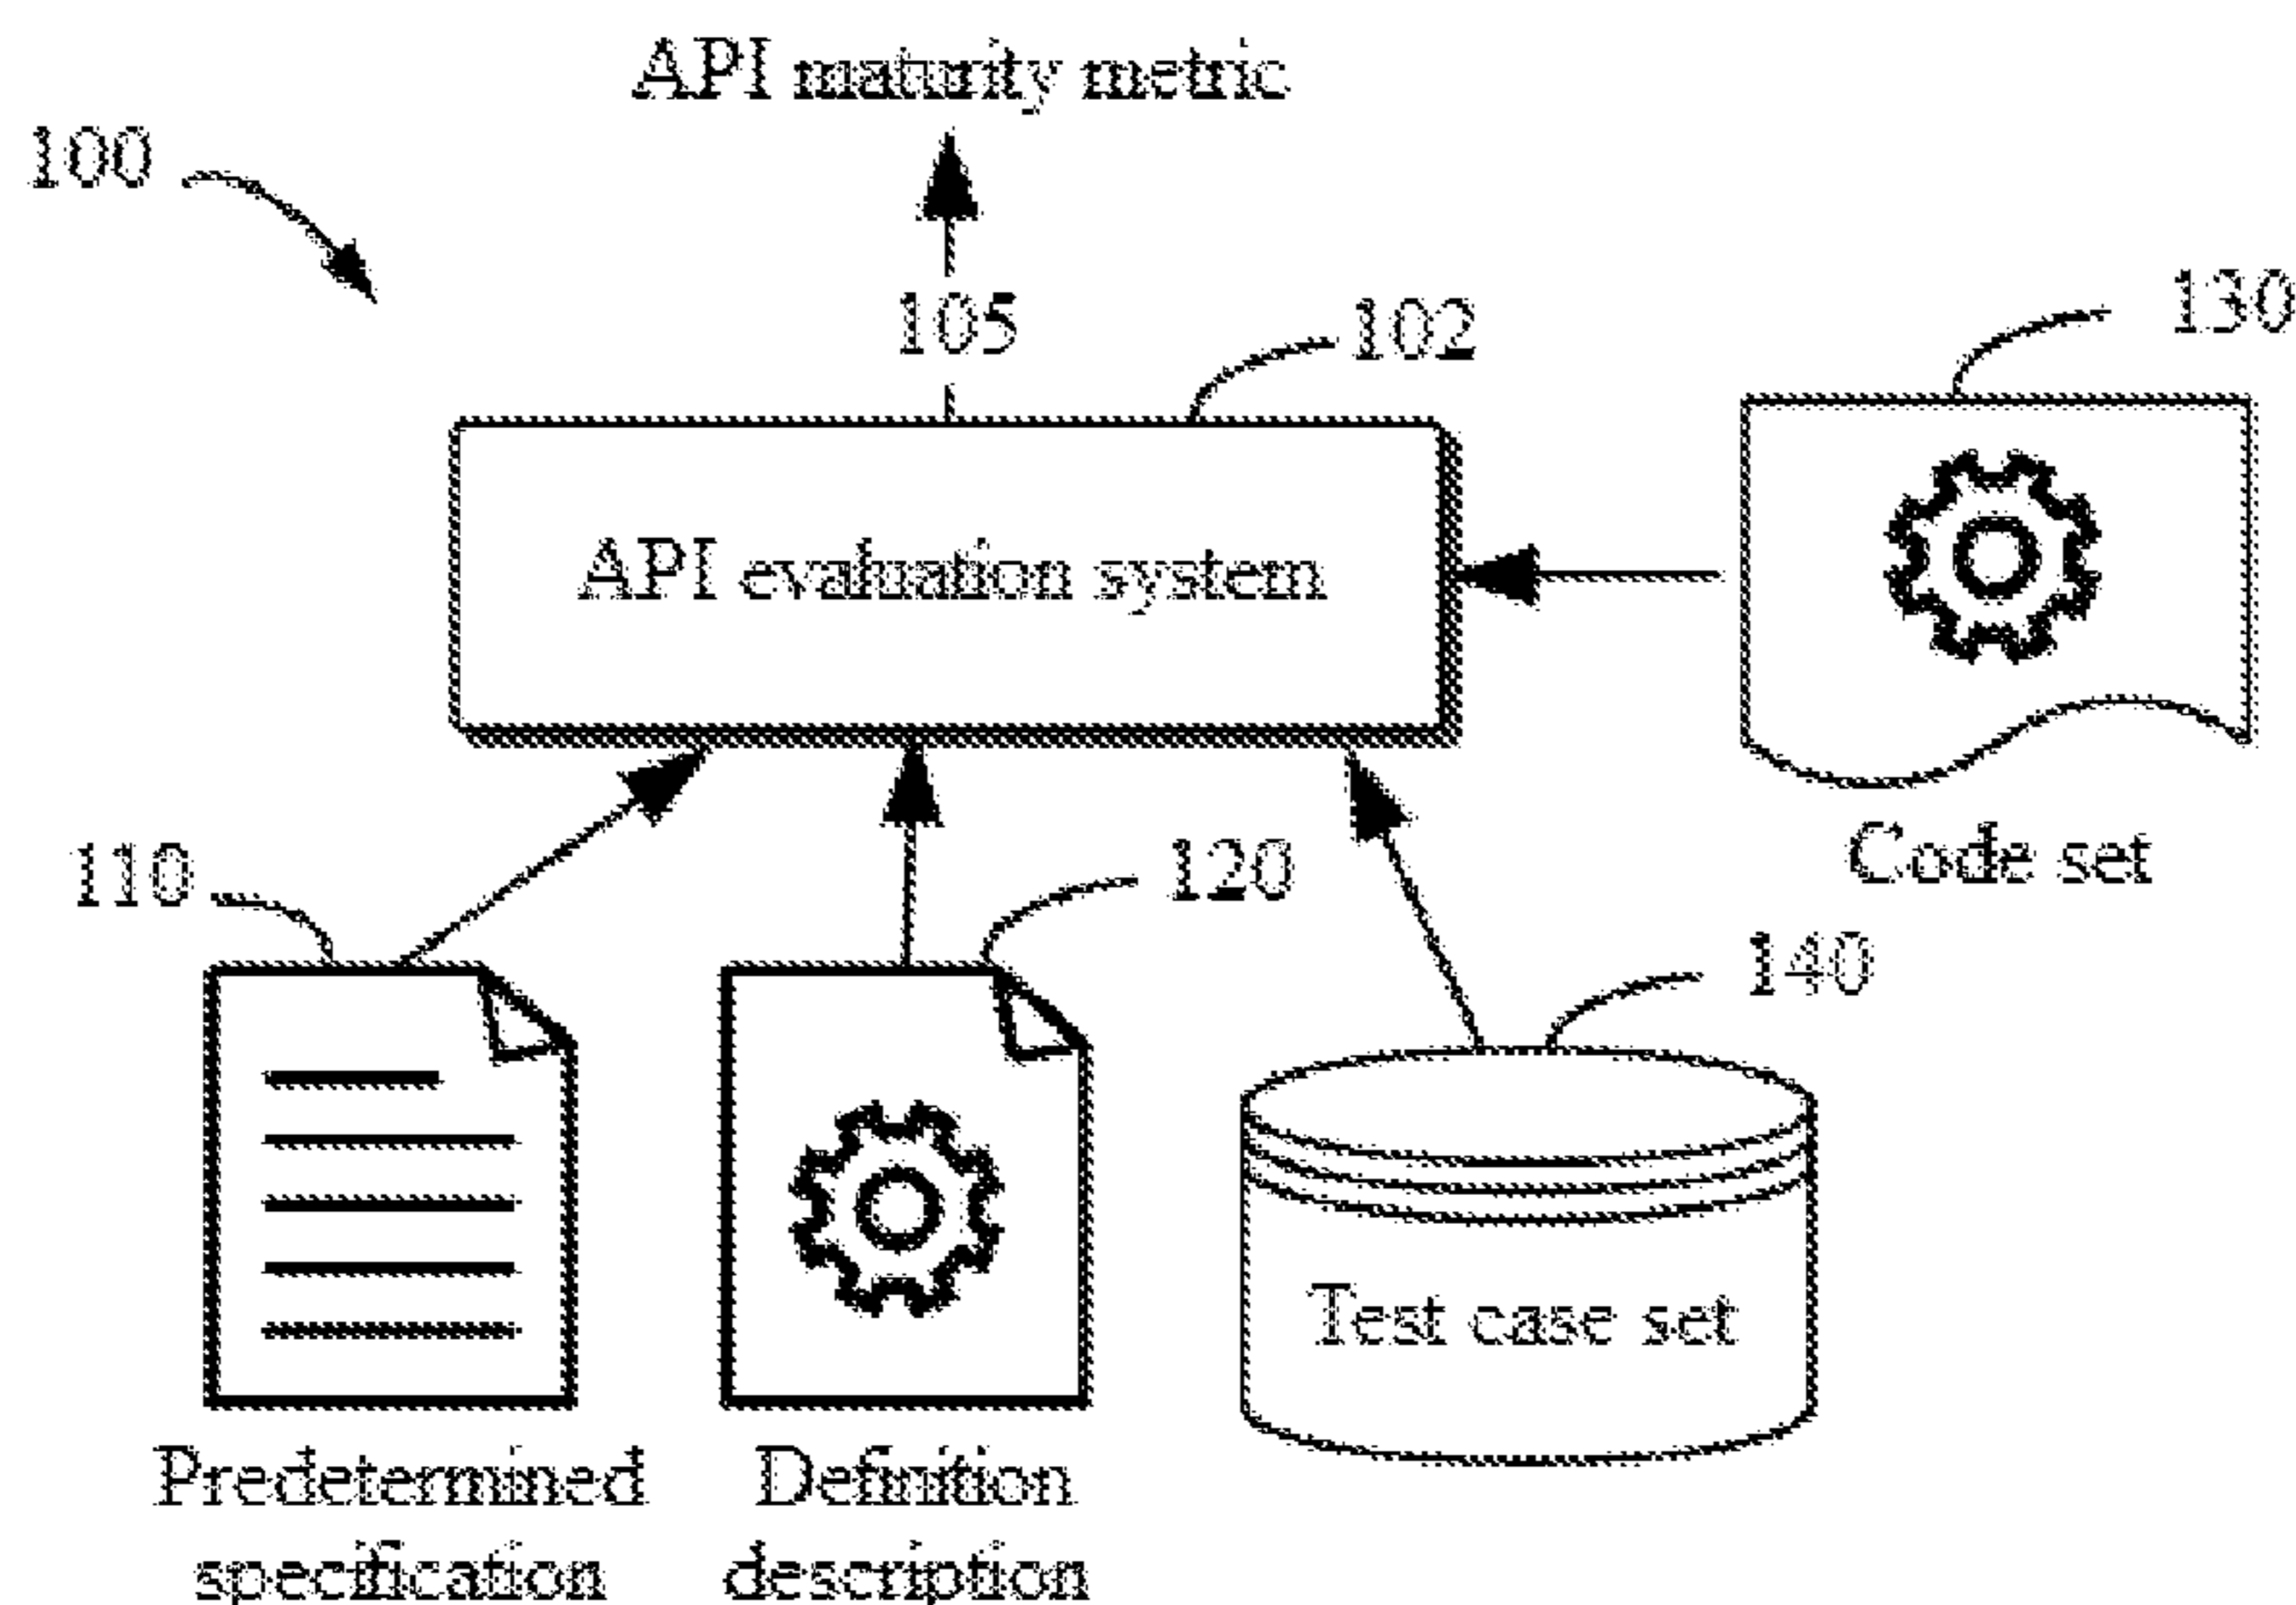 API maturity metric
100
105
102
130
API evaluation system
110
120
Code set
140
Test case set
Predetermined
specification
Definition
description